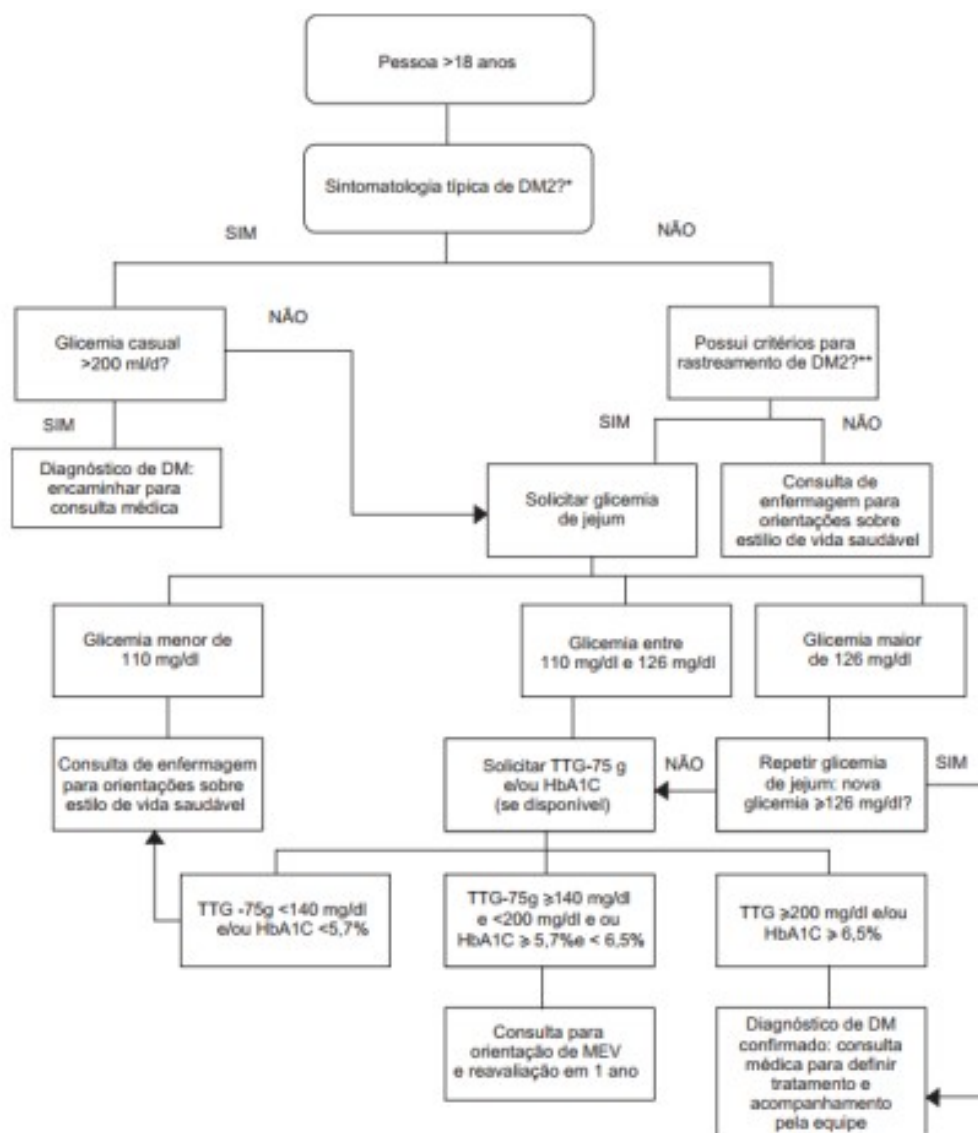 Pessoa >18 anos
Sintomatologia típica de DM2?*
SIM
NÃO
Glicemia casual
>200 ml/d?
NÃO
Possui critérios para
rastreamento de DM2?**
SIM
SIM
NÃO
Diagnóstico de DM:
encaminhar para
consulta médica
Solicitar glicemia
de jejum
Consulta de
enfermagem para
orientações sobre
estilio de vida saudável
Glicemia menor de
110 mg/dl
Glicemia entre
110 mg/dl e 126 mg/dl
Glicemia maior
de 126 mg/dl
Consulta de enfermagem
para orientações sobre
estilo de vida saudável
Solicitar TTG-75 g
e/ou HbA1C
(se disponível)
NÃO
Repetir glicemia
de jejum: nova
glicemia ⩾126 mg/dl?
SIM
TTG -75g <140 mg/dl
e/ou HbA1C <5,7%
TTG-75g ⩾140 mg/dl
e <200 mg/dl e ou
HbA1C ⩾ 5,7%e < 6,5%
TTG ⩾200 mg/dl e/ou
HbA1C ⩾ 6,5%
Consulta para
orientação de MEV
e reavaliação em 1 ano
Diagnóstico de DM
confirmado: consulta
médica para definir
tratamento e
acompanhamento
pela equipe